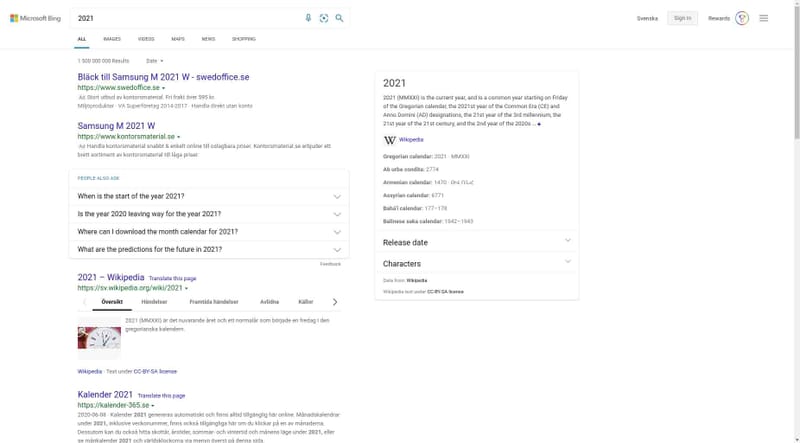 Microsoft Bing
2021
Svenska
Sign in
Rewards
ALL
IMAGES
VIDEOS
MAPS
NEWS
SHOPPING
1 500 000 000 Results
Date
Bläck till Samsung M 2021 W - swedoffice.se
https://www.swedoffice.se
Ad Stort utbud av kontorsmaterial. Fri frakt över 595 kr.
Miljöprodukter · VA Superföretag 2014-2017 · Handla direkt utan konto
Samsung M 2021 W
https://www.kontorsmaterial.se
Ad Handla kontorsmaterial snabbt & enkelt online till oslagbara priser. Kontorsmaterial.se erbjuder ett
brett sortiment av kontorsmaterial till låga priser.
PEOPLE ALSO ASK
When is the start of the year 2021?
Is the year 2020 leaving way for the year 2021?
Where can I download the month calendar for 2021?
What are the predictions for the future in 2021?
Feedback
2021 – Wikipedia Translate this page
https://sv.wikipedia.org/wiki/2021
Översikt
Händelser
Framtida händelser
Avlidna
Källor
2021 (MMXXI) är det nuvarande året och ett normalår som började en fredag i den
gregorianska kalendern.
Wikipedia · Text under CC-BY-SA license
Kalender 2021 Translate this page
https://kalender-365.se
2020-06-08 · Kalender 2021 genereras automatiskt och finns alltid tillgänglig här online. Månadskalendrar
under 2021, inklusive veckonummer, finns också tillgängliga här om du klickar på en av månaderna.
Dessutom kan du också hitta skottår, årstider, sommar- och vintertid och månens läge under 2021, eller
se månkalender 2021 och världsklockorna via menyn överst på denna sida.
2021
2021 (MMXXI) is the current year, and is a common year starting on Friday
of the Gregorian calendar, the 2021st year of the Common Era (CE) and
Anno Domini (AD) designations, the 21st year of the 3rd millennium, the
21st year of the 21st century, and the 2nd year of the 2020s ...
W Wikipedia
Gregorian calendar: 2021 · MMXXI
Ab urbe condita: 2774
Armenian calendar: 1470 ·
Assyrian calendar: 6771
Bahá'í calendar: 177–178
Balinese saka calendar: 1942–1943
Release date
Characters
Data from: Wikipedia
Wikipedia text under CC-BY-SA license